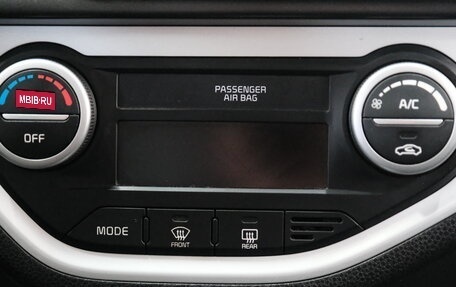 PASSENGER
AIR BAG
MBIB.RU
OFF
A/C
MODE
FRONT
REAR